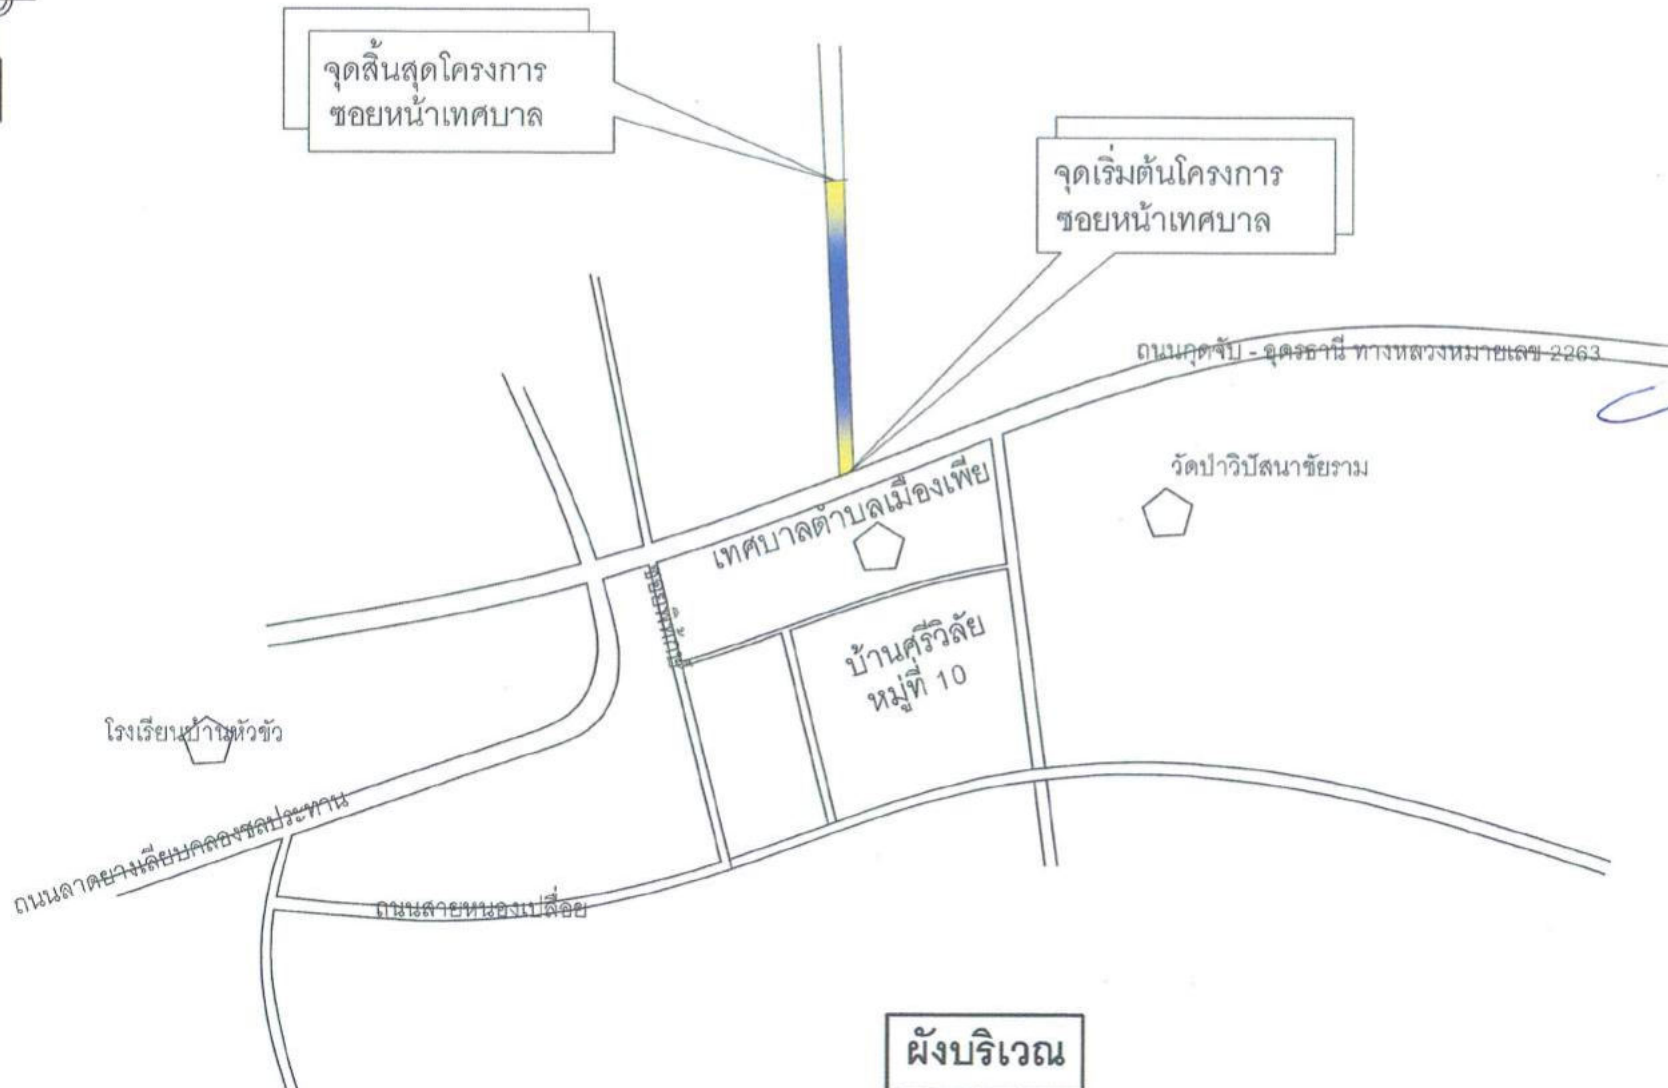 จุดสิ้นสุดโครงการ
ซอยหน้าเทศบาล
จุดเริ่มต้นโครงการ
ซอยหน้าเทศบาล
ถนนกุดจับ - อุดรธานี ทางหลวงหมายเลข 2263
วัดป่าวิปัสนาชัยราม
เทศบาลตำบลเมืองเพีย
บ้านศรีวิลัย
หมู่ที่ 10
โรงเรียนบ้านหัวขัว
ถนนลาดยางเลียบคลองชลประทาน
ถนนสายหนองเปลื่อย
ผังบริเวณ